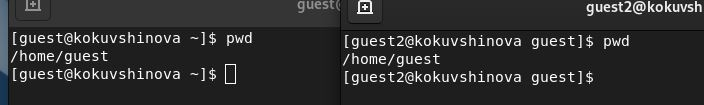 guest
[guest@kokuvshinova ~]$ pwd
/home/guest
[guest@kokuvshinova ~]$
guest2@kokuvsh
[guest2@kokuvshinova guest]$ pwd
/home/guest
[guest2@kokuvshinova guest]$